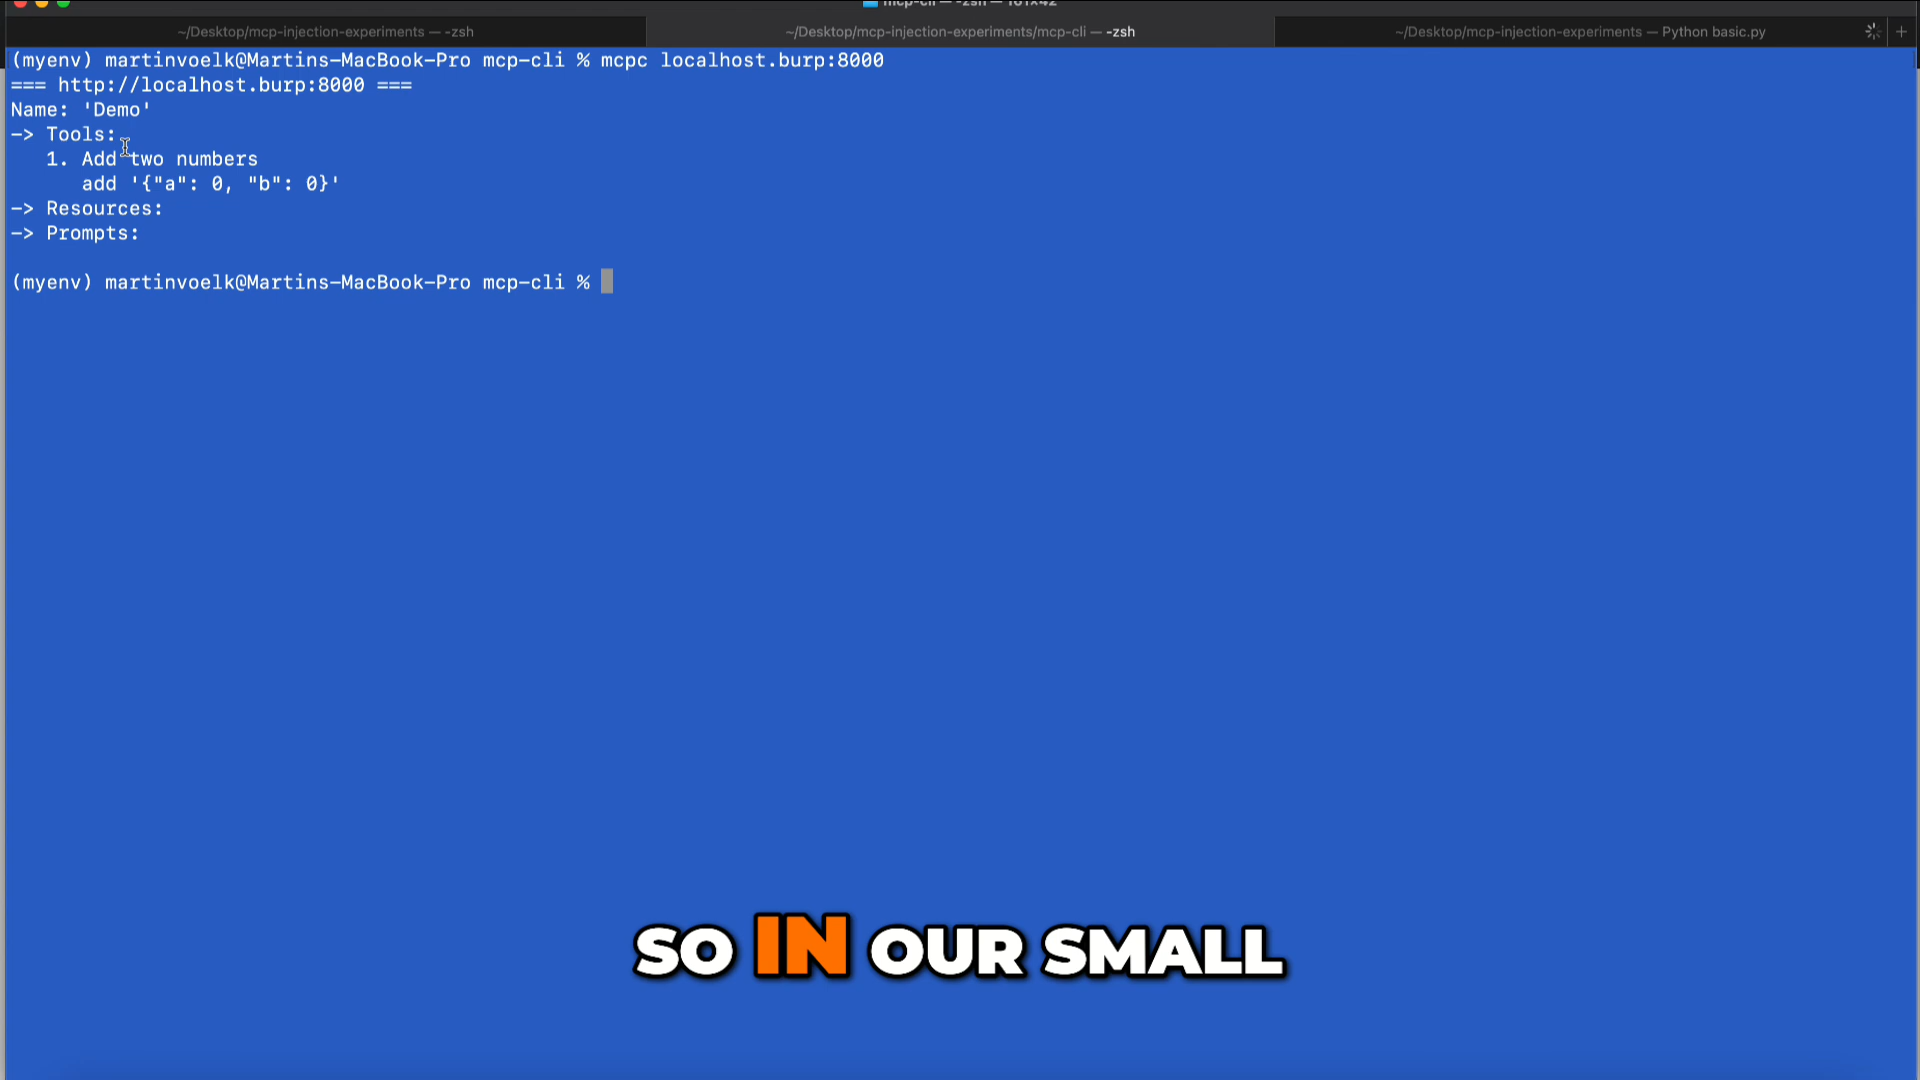 ~/Desktop/mcp-injection-experiments — -zsh
~/Desktop/mcp-injection-experiments/mcp-cli — -zsh
~/Desktop/mcp-injection-experiments — Python basic.py
(myenv) martinvoelk@Martins-MacBook-Pro mcp-cli % mcpc localhost.burp:8000
=== http://localhost.burp:8000 ===
Name: 'Demo'
-> Tools:
1. Add two numbers
add '{"a": 0, "b": 0}'
-> Resources:
-> Prompts:
(myenv) martinvoelk@Martins-MacBook-Pro mcp-cli %
SO IN OUR SMALL